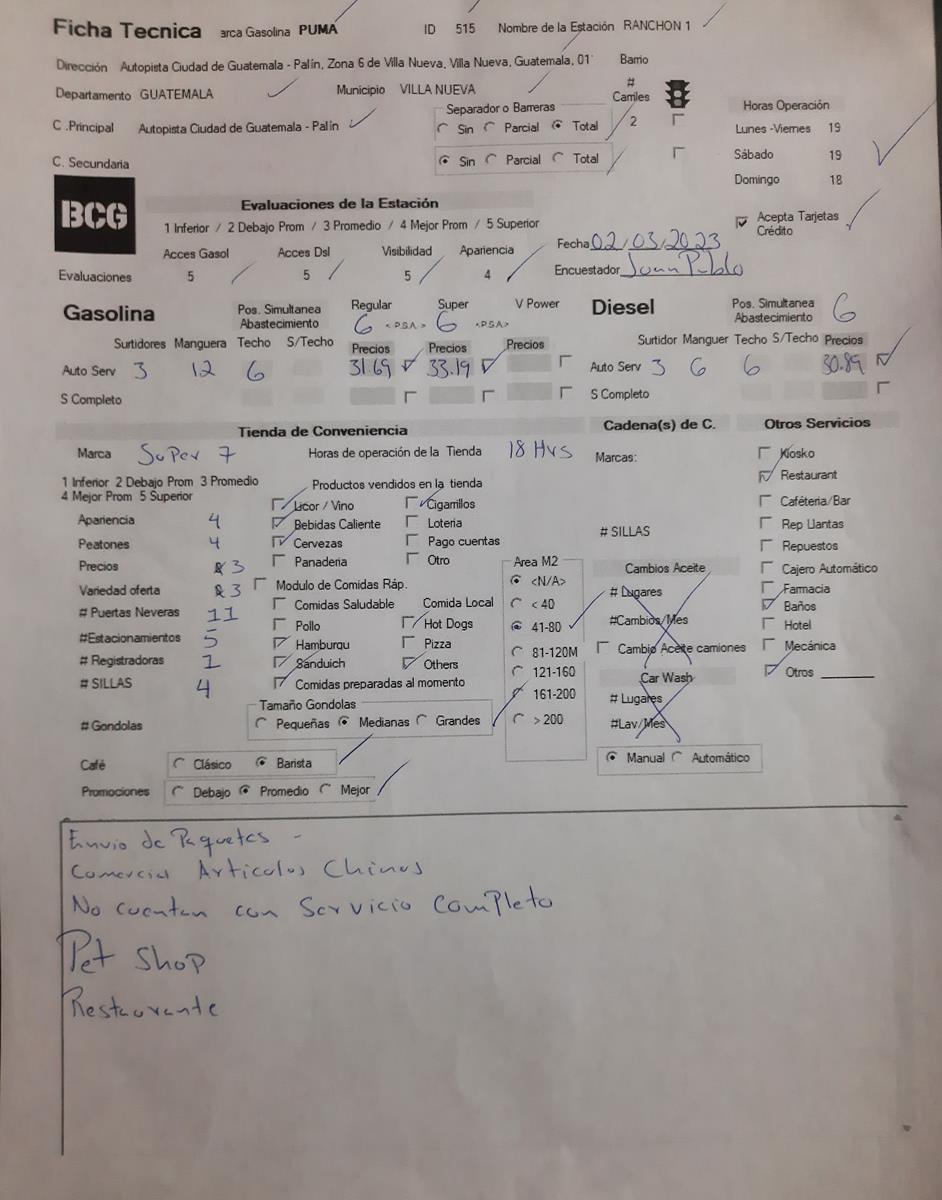 Ficha Tecnica arca Gasolina PUMA ID 515 Nombre de la Estación RANCHON 1
Dirección Autopista Ciudad de Guatemala - Palín, Zona 6 de Villa Nueva, Villa Nueva, Guatemala, 01 Barrio
Departamento GUATEMALA Municipio VILLA NUEVA # Carriles
Separador o Barreras Horas Operación
C .Principal Autopista Ciudad de Guatemala - Palín Sin Parcial Total 2 Lunes -Viernes 19
C. Secundaria Sin Parcial Total Sábado 19
Domingo 18
BCG
Evaluaciones de la Estación
1 Inferior / 2 Debajo Prom / 3 Promedio / 4 Mejor Prom / 5 Superior
Acepta Tarjetas Crédito
Acces Gasol Acces Dsl Visibilidad Apariencia Fecha 02/03/2023
Evaluaciones 5 5 5 4 Encuestador Juan Pablo
Gasolina Pos. Simultanea Abastecimiento Regular 6 <P.S.A.> Super 6 <P.S.A> V Power
Diesel Pos. Simultanea Abastecimiento 6
Surtidores Manguera Techo S/Techo Precios Precios Precios Surtidor Manguer Techo S/Techo Precios
Auto Serv 3 12 6 31.69 33.19 Auto Serv 3 6 6 30.89
S Completo S Completo
Tienda de Conveniencia Cadena(s) de C. Otros Servicios
Marca Super 7 Horas de operación de la Tienda 18 Hrs Marcas: Kiosko
1 Inferior 2 Debajo Prom 3 Promedio Productos vendidos en la tienda Restaurant
4 Mejor Prom 5 Superior Licor / Vino Cigarrillos Caféteria/Bar
Apariencia 4 Bebidas Caliente Loteria # SILLAS Rep Llantas
Peatones 4 Cervezas Pago cuentas Repuestos
Precios 3 Panaderia Otro Area M2 Cambios Aceite Cajero Automático
Variedad oferta 3 Modulo de Comidas Ráp. <N/A> # Lugares Farmacia
# Puertas Neveras 11 Comidas Saludable Comida Local < 40 Baños
#Estacionamientos 5 Pollo Hot Dogs 41-80 #Cambios/Mes Hotel
# Registradoras 1 Hamburqu Pizza 81-120M Cambio Aceite camiones Mecánica
# SILLAS 4 Sánduich Others 121-160 Car Wash Otros
Comidas preparadas al momento 161-200 # Lugares
Tamaño Gondolas
# Gondolas Pequeñas Medianas Grandes > 200 #Lav/Mes
Café Clásico Barista Manual Automático
Promociones Debajo Promedio Mejor
Envio de Paquetes -
Comercial Articolos Chinos
No cuentan con Servicio Completo
Pet Shop
Restaurante